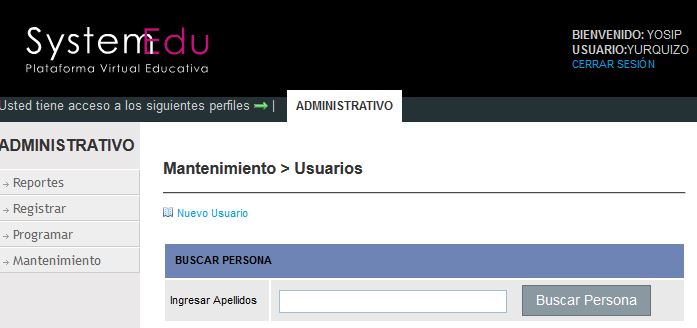 SystemEdu
Plataforma Virtual Educativa
BIENVENIDO: YOSIP
USUARIO:YURQUIZO
CERRAR SESIÓN
Usted tiene acceso a los siguientes perfiles | ADMINISTRATIVO
ADMINISTRATIVO
Reportes
Registrar
Programar
Mantenimiento
Mantenimiento > Usuarios
Nuevo Usuario
BUSCAR PERSONA
Ingresar Apellidos
Buscar Persona